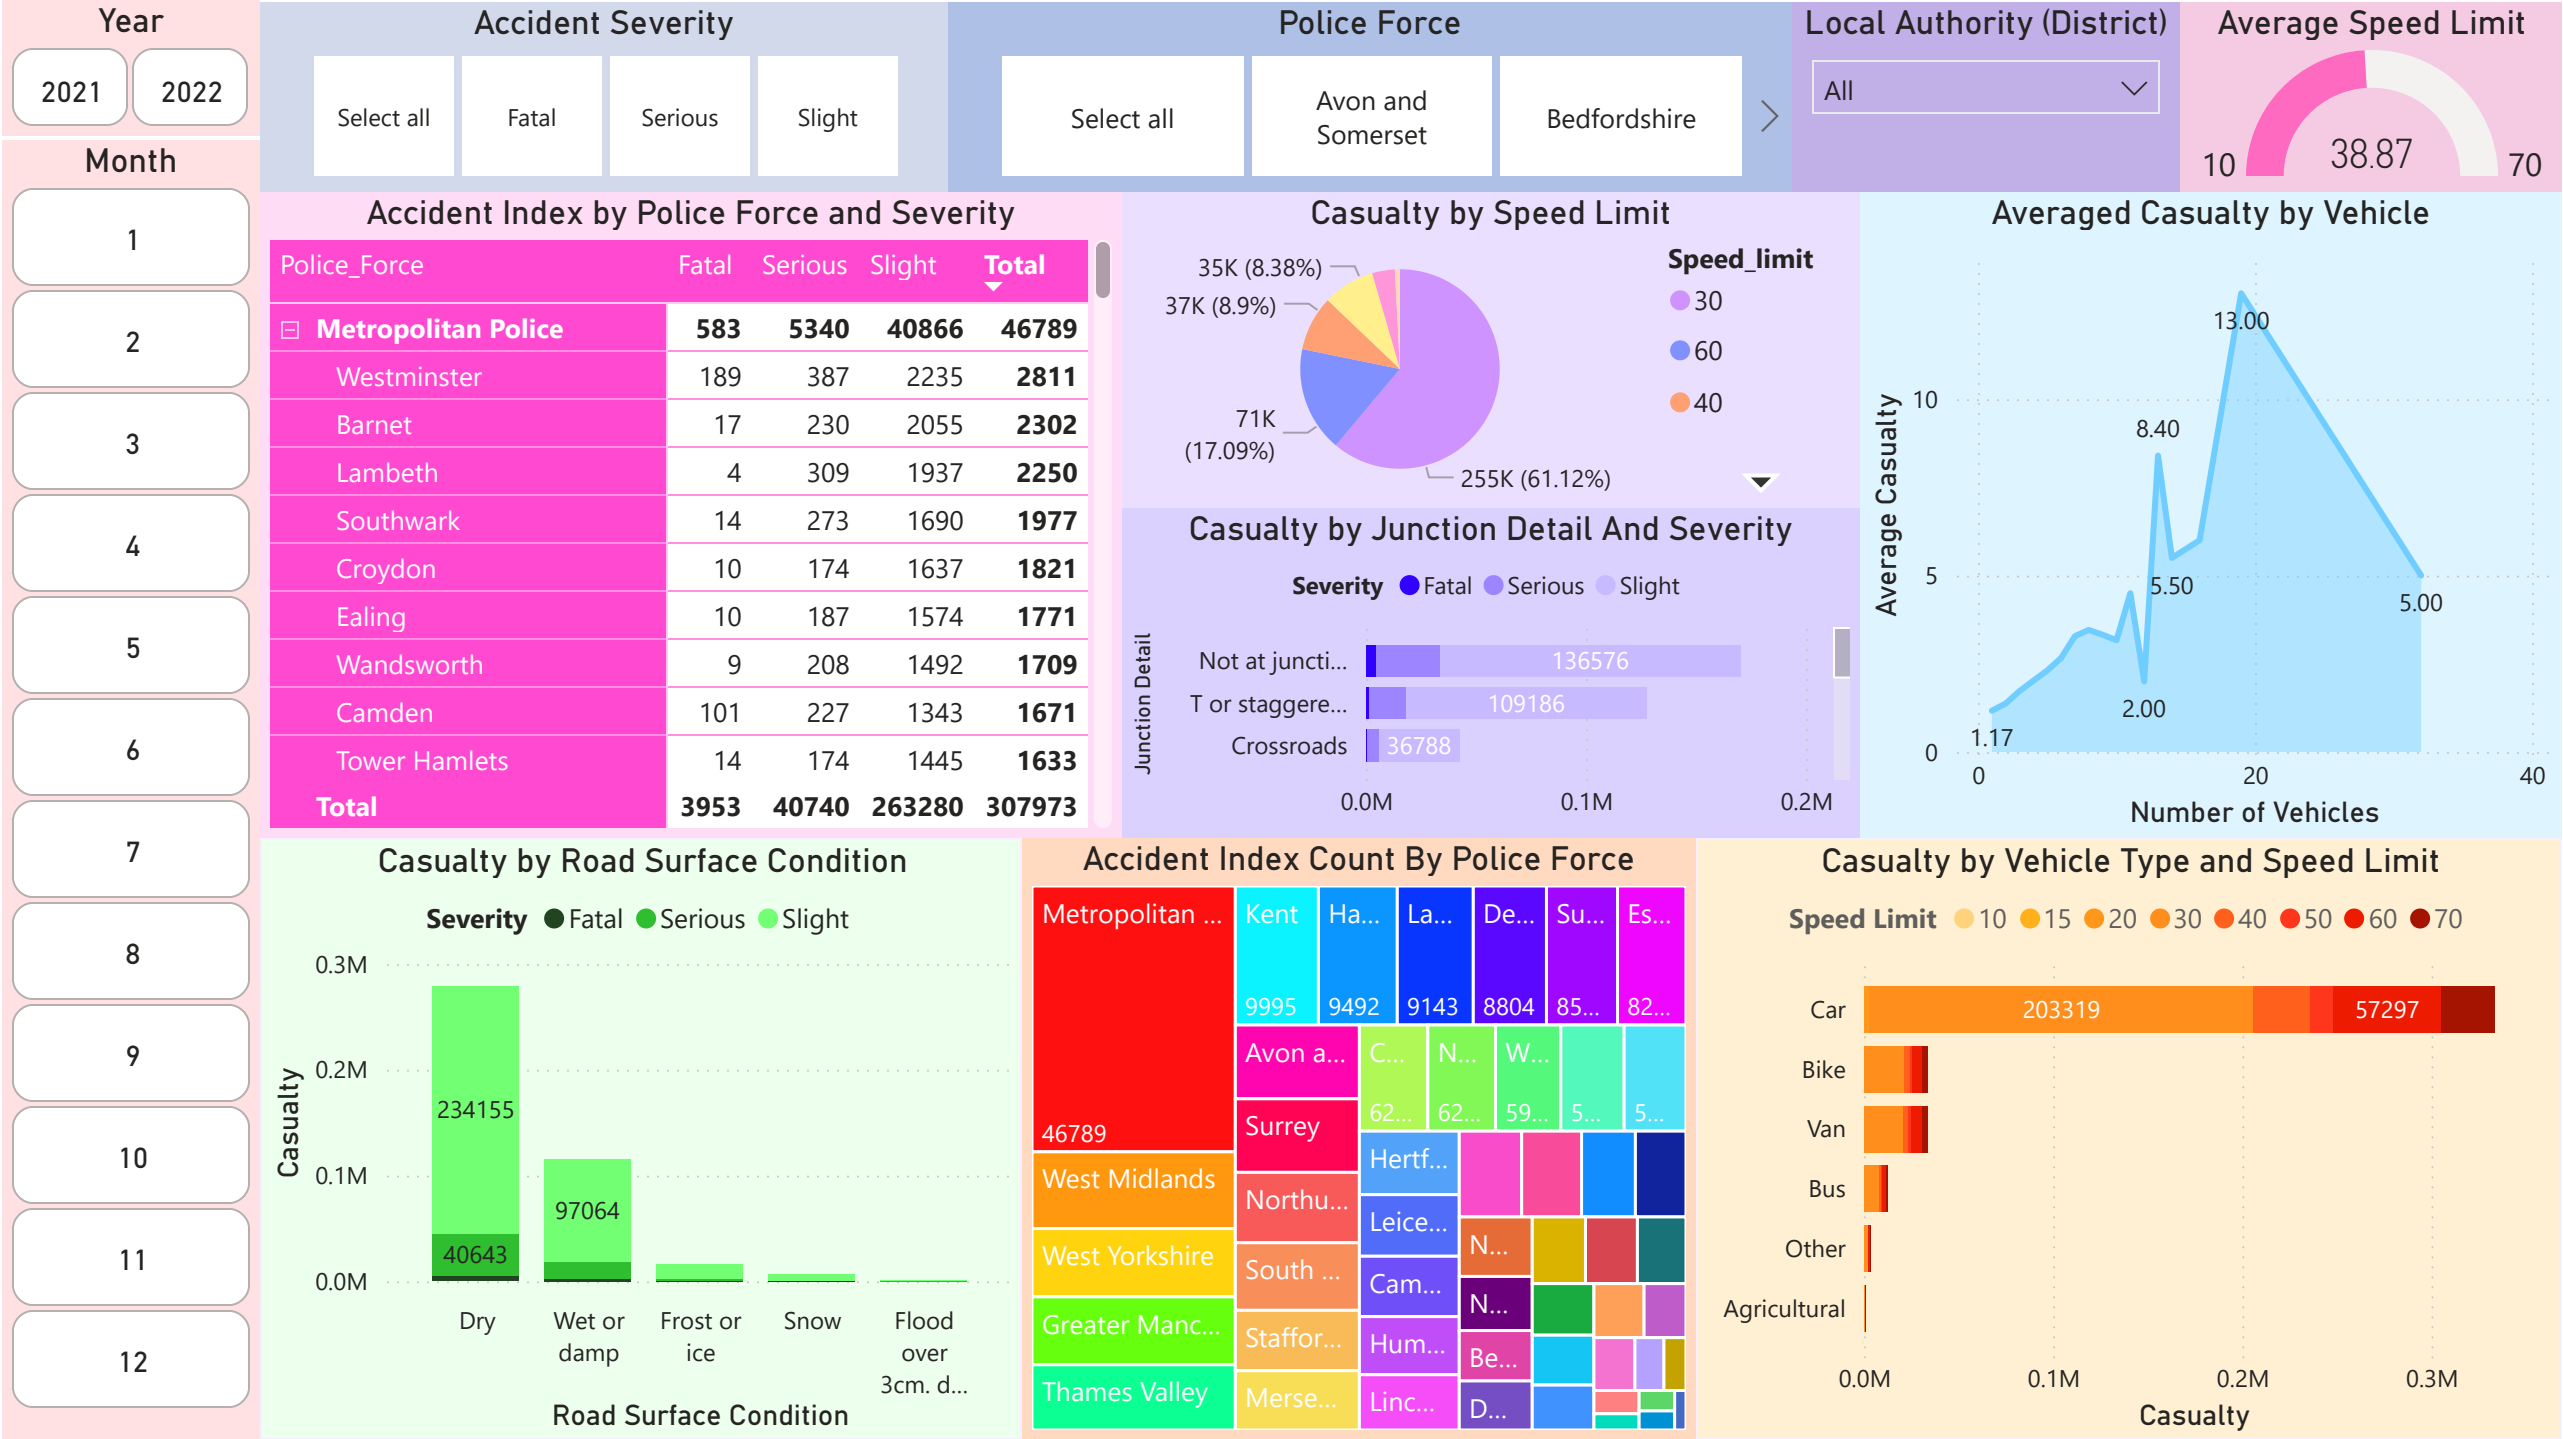 Year
2021
2022
Month
1
2
3
4
5
6
7
8
9
10
11
12
Accident Severity
Select all
Fatal
Serious
Slight
Police Force
Select all
Avon and
Somerset
Bedfordshire
Local Authority (District)
All
Average Speed Limit
10
38.87
70
Accident Index by Police Force and Severity
Police_Force Fatal Serious Slight Total
Metropolitan Police 583 5340 40866 46789
Westminster 189 387 2235 2811
Barnet 17 230 2055 2302
Lambeth 4 309 1937 2250
Southwark 14 273 1690 1977
Croydon 10 174 1637 1821
Ealing 10 187 1574 1771
Wandsworth 9 208 1492 1709
Camden 101 227 1343 1671
Tower Hamlets 14 174 1445 1633
Total 3953 40740 263280 307973
Casualty by Speed Limit
35K (8.38%)
37K (8.9%)
71K
(17.09%)
255K (61.12%)
Speed_limit
30
60
40
Casualty by Junction Detail And Severity
Severity Fatal Serious Slight
Junction Detail
Not at juncti... 136576
T or staggere... 109186
Crossroads 36788
0.0M 0.1M 0.2M
Averaged Casualty by Vehicle
Average Casualty
10
5
0
13.00
8.40
5.50
5.00
2.00
1.17
0 20 40
Number of Vehicles
Casualty by Road Surface Condition
Severity Fatal Serious Slight
Casualty
0.3M
0.2M
0.1M
0.0M
234155
40643
97064
Dry
Wet or
damp
Frost or
ice
Snow
Flood
over
3cm. d...
Road Surface Condition
Accident Index Count By Police Force
Metropolitan ...
46789
West Midlands
West Yorkshire
Greater Manc...
Thames Valley
Kent
9995
Ha...
9492
La...
9143
De...
8804
Su...
85...
Es...
82...
Avon a...
Surrey
Northu...
South ...
Staffor...
Merse...
C...
62...
N...
62...
W...
59...
5...
5...
Hertf...
Leice...
Cam...
Hum...
Linc...
N...
N...
Be...
D...
Casualty by Vehicle Type and Speed Limit
Speed Limit 10 15 20 30 40 50 60 70
Car 203319 57297
Bike
Van
Bus
Other
Agricultural
0.0M 0.1M 0.2M 0.3M
Casualty